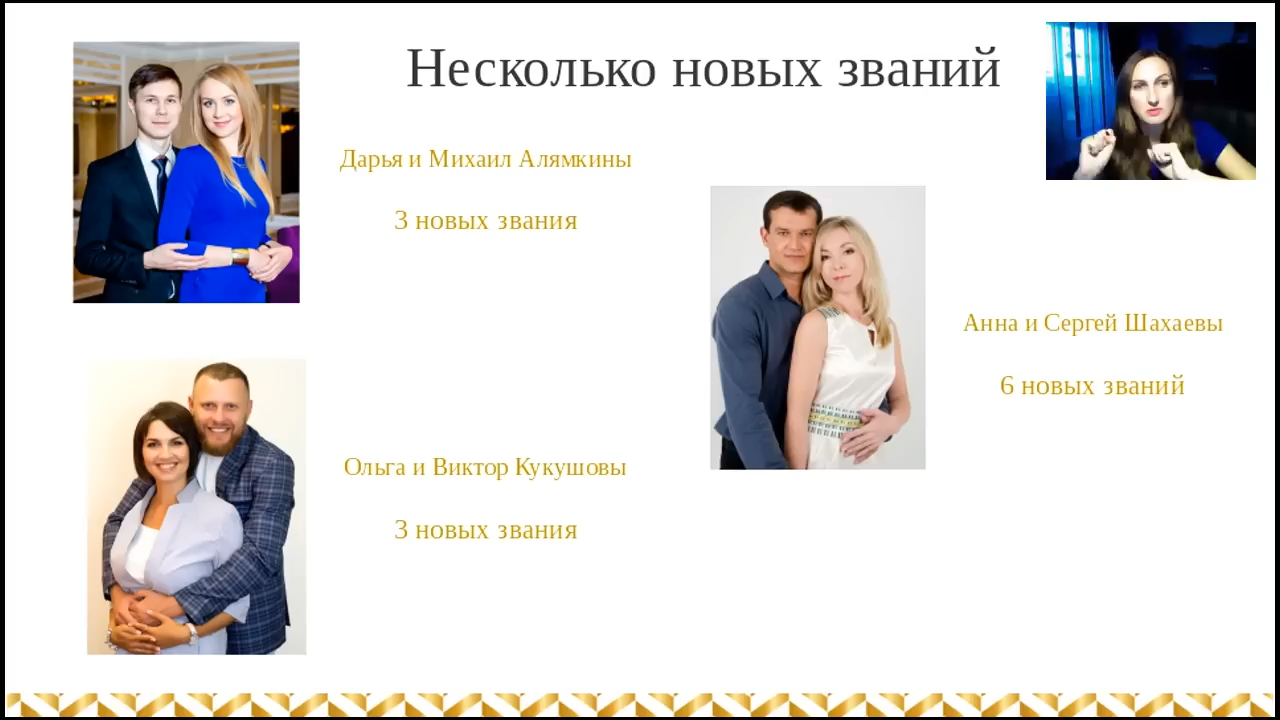 Несколько новых званий
Дарья и Михаил Алямкины
3 новых звания
Анна и Сергей Шахаевы
6 новых званий
Ольга и Виктор Кукушовы
3 новых звания